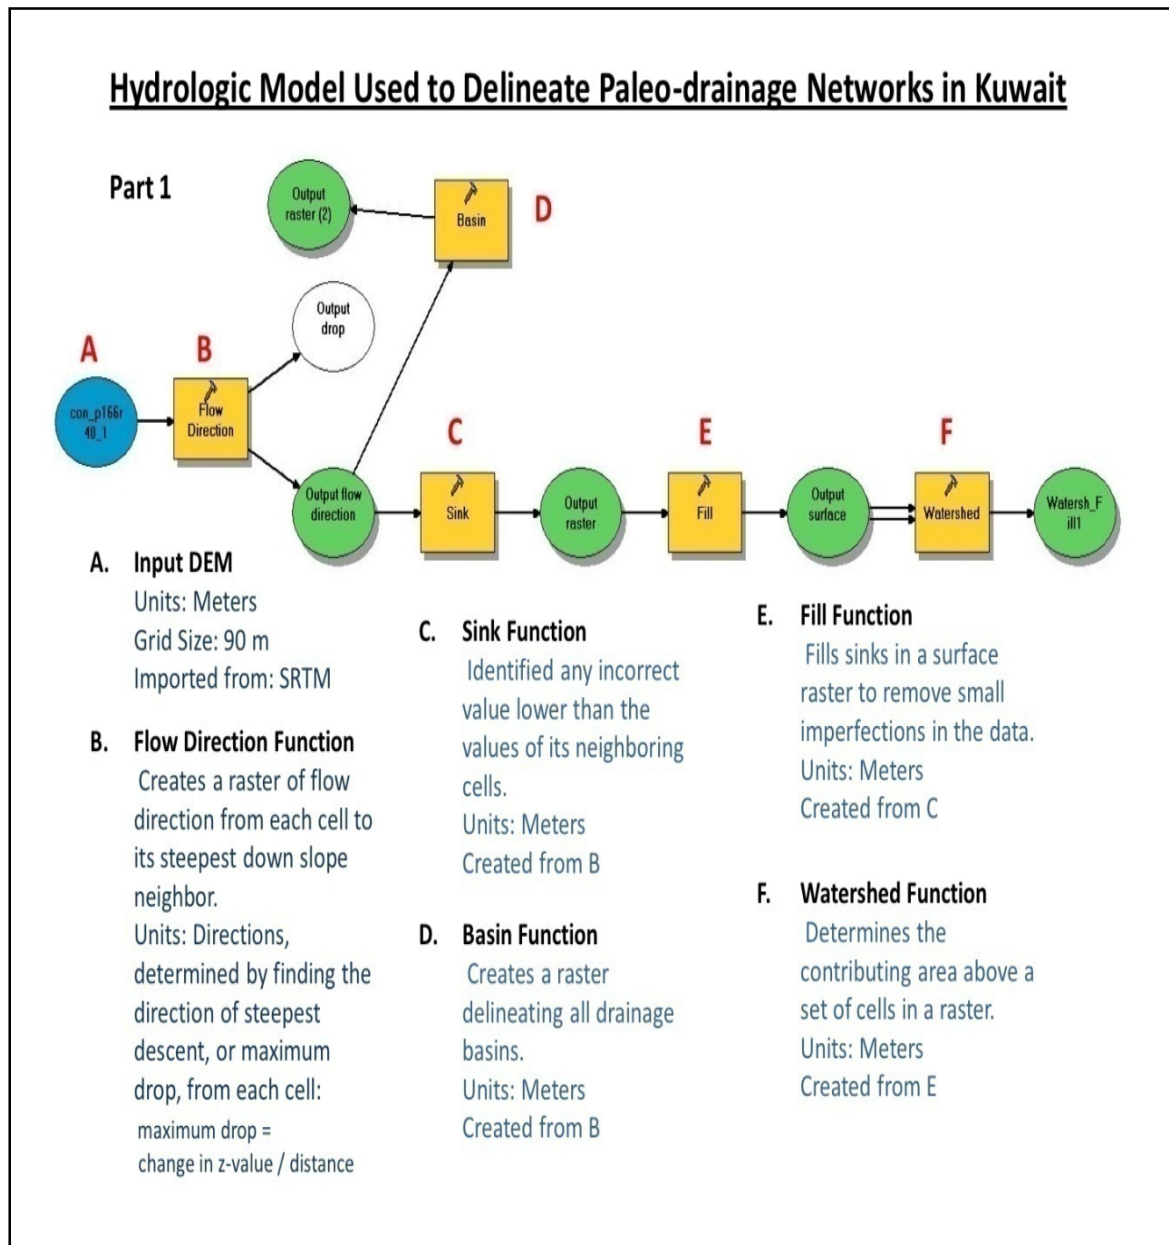 Hydrologic Model Used to Delineate Paleo-drainage Networks in Kuwait
Part 1
Output
raster (2)
Basin
D
Output
drop
A
B
con_p166r
40_1
Flow
Direction
C
E
F
Output flow
direction
Sink
Output
raster
Fill
Output
surface
Watershed
Watersh_F
ill1
A. Input DEM
Units: Meters
Grid Size: 90 m
Imported from: SRTM
B. Flow Direction Function
Creates a raster of flow
direction from each cell to
its steepest down slope
neighbor.
Units: Directions,
determined by finding the
direction of steepest
descent, or maximum
drop, from each cell:
maximum drop =
change in z-value / distance
C. Sink Function
Identified any incorrect
value lower than the
values of its neighboring
cells.
Units: Meters
Created from B
D. Basin Function
Creates a raster
delineating all drainage
basins.
Units: Meters
Created from B
E. Fill Function
Fills sinks in a surface
raster to remove small
imperfections in the data.
Units: Meters
Created from C
F. Watershed Function
Determines the
contributing area above a
set of cells in a raster.
Units: Meters
Created from E